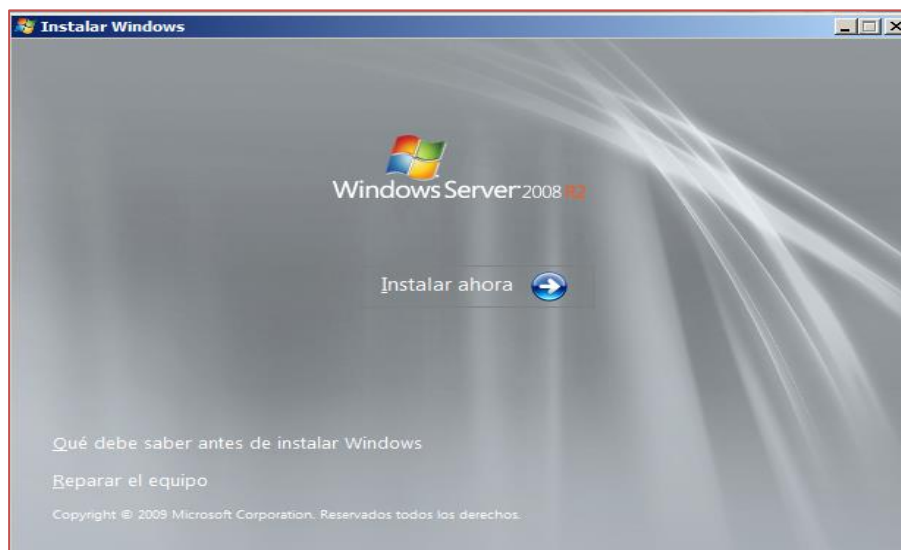 Instalar Windows
Windows Server 2008 R2
Instalar ahora
Qué debe saber antes de instalar Windows
Reparar el equipo
Copyright © 2009 Microsoft Corporation. Reservados todos los derechos.